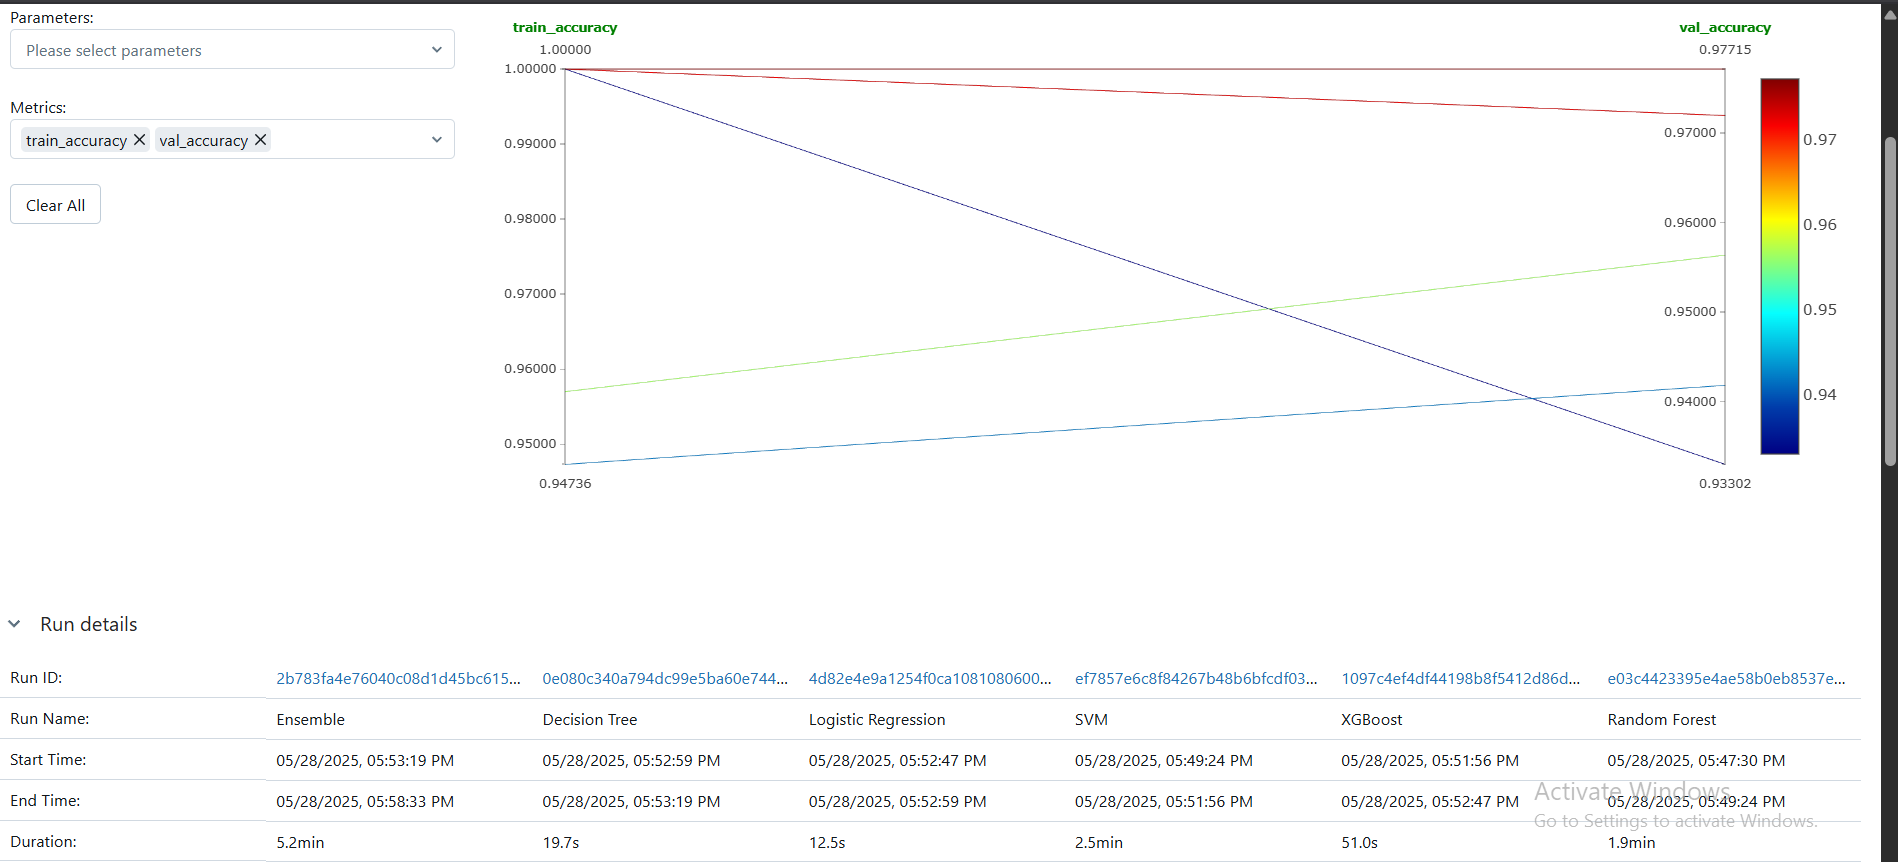 Parameters:
Please select parameters
Metrics:
train_accuracy val_accuracy
Clear All
train_accuracy
1.00000
1.00000
0.99000
0.98000
0.97000
0.96000
0.95000
0.94736
val_accuracy
0.97715
0.97000
0.96000
0.95000
0.94000
0.93302
0.97
0.96
0.95
0.94
Run details
Run ID: 2b783fa4e76040c08d1d45bc615... 0e080c340a794dc99e5ba60e744... 4d82e4e9a1254f0ca1081080600... ef7857e6c8f84267b48b6bfcdf03... 1097c4ef4df44198b8f5412d86d... e03c4423395e4ae58b0eb8537e...
Run Name: Ensemble Decision Tree Logistic Regression SVM XGBoost Random Forest
Start Time: 05/28/2025, 05:53:19 PM 05/28/2025, 05:52:59 PM 05/28/2025, 05:52:47 PM 05/28/2025, 05:49:24 PM 05/28/2025, 05:51:56 PM 05/28/2025, 05:47:30 PM
End Time: 05/28/2025, 05:58:33 PM 05/28/2025, 05:53:19 PM 05/28/2025, 05:52:59 PM 05/28/2025, 05:51:56 PM 05/28/2025, 05:52:47 PM 05/28/2025, 05:49:24 PM
Duration: 5.2min 19.7s 12.5s 2.5min 51.0s 1.9min
Activate Windows
Go to Settings to activate Windows.